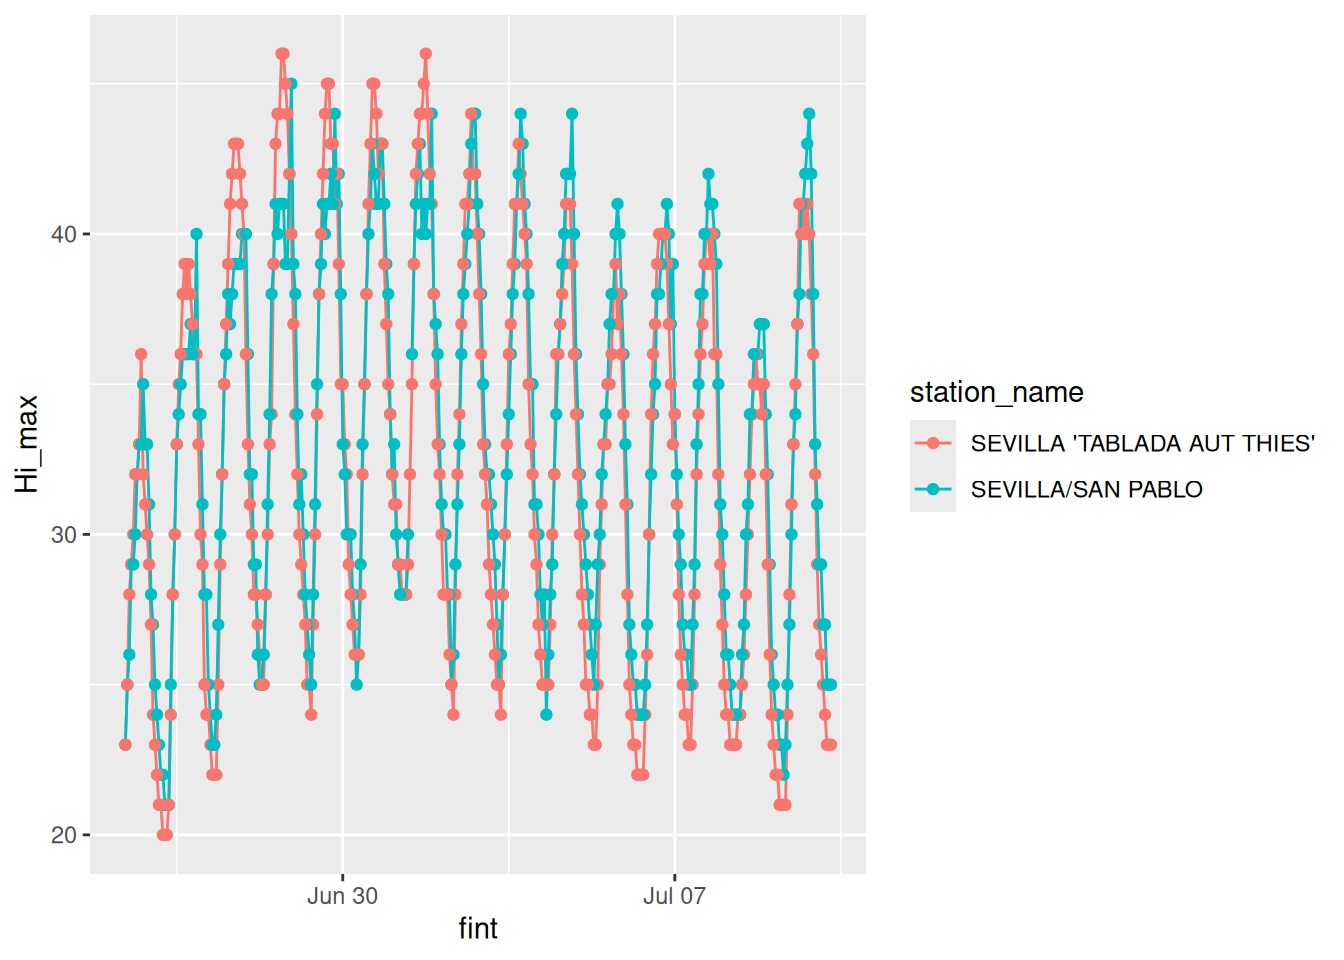 40
30
20
Hi_max
Jun 30
Jul 07
fint
station_name
SEVILLA 'TABLADA AUT THIES'
SEVILLA/SAN PABLO